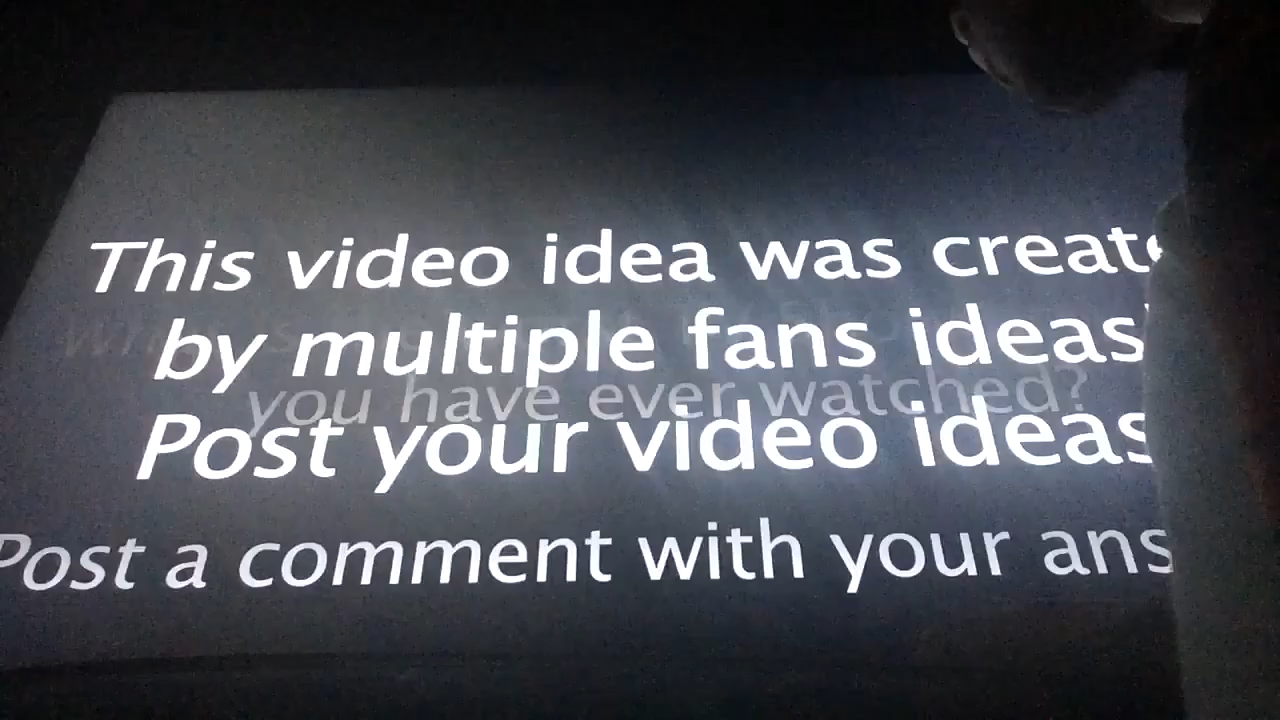 This video idea was create
by multiple fans ideas
you have ever watched?
Post your video ideas
Post a comment with your ans